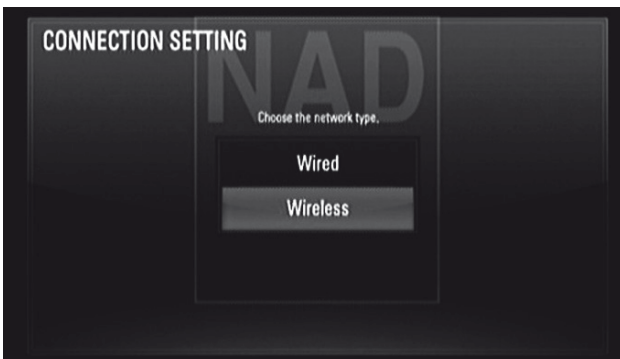 CONNECTION SETTING
NAD
Choose the network type.
Wired
Wireless